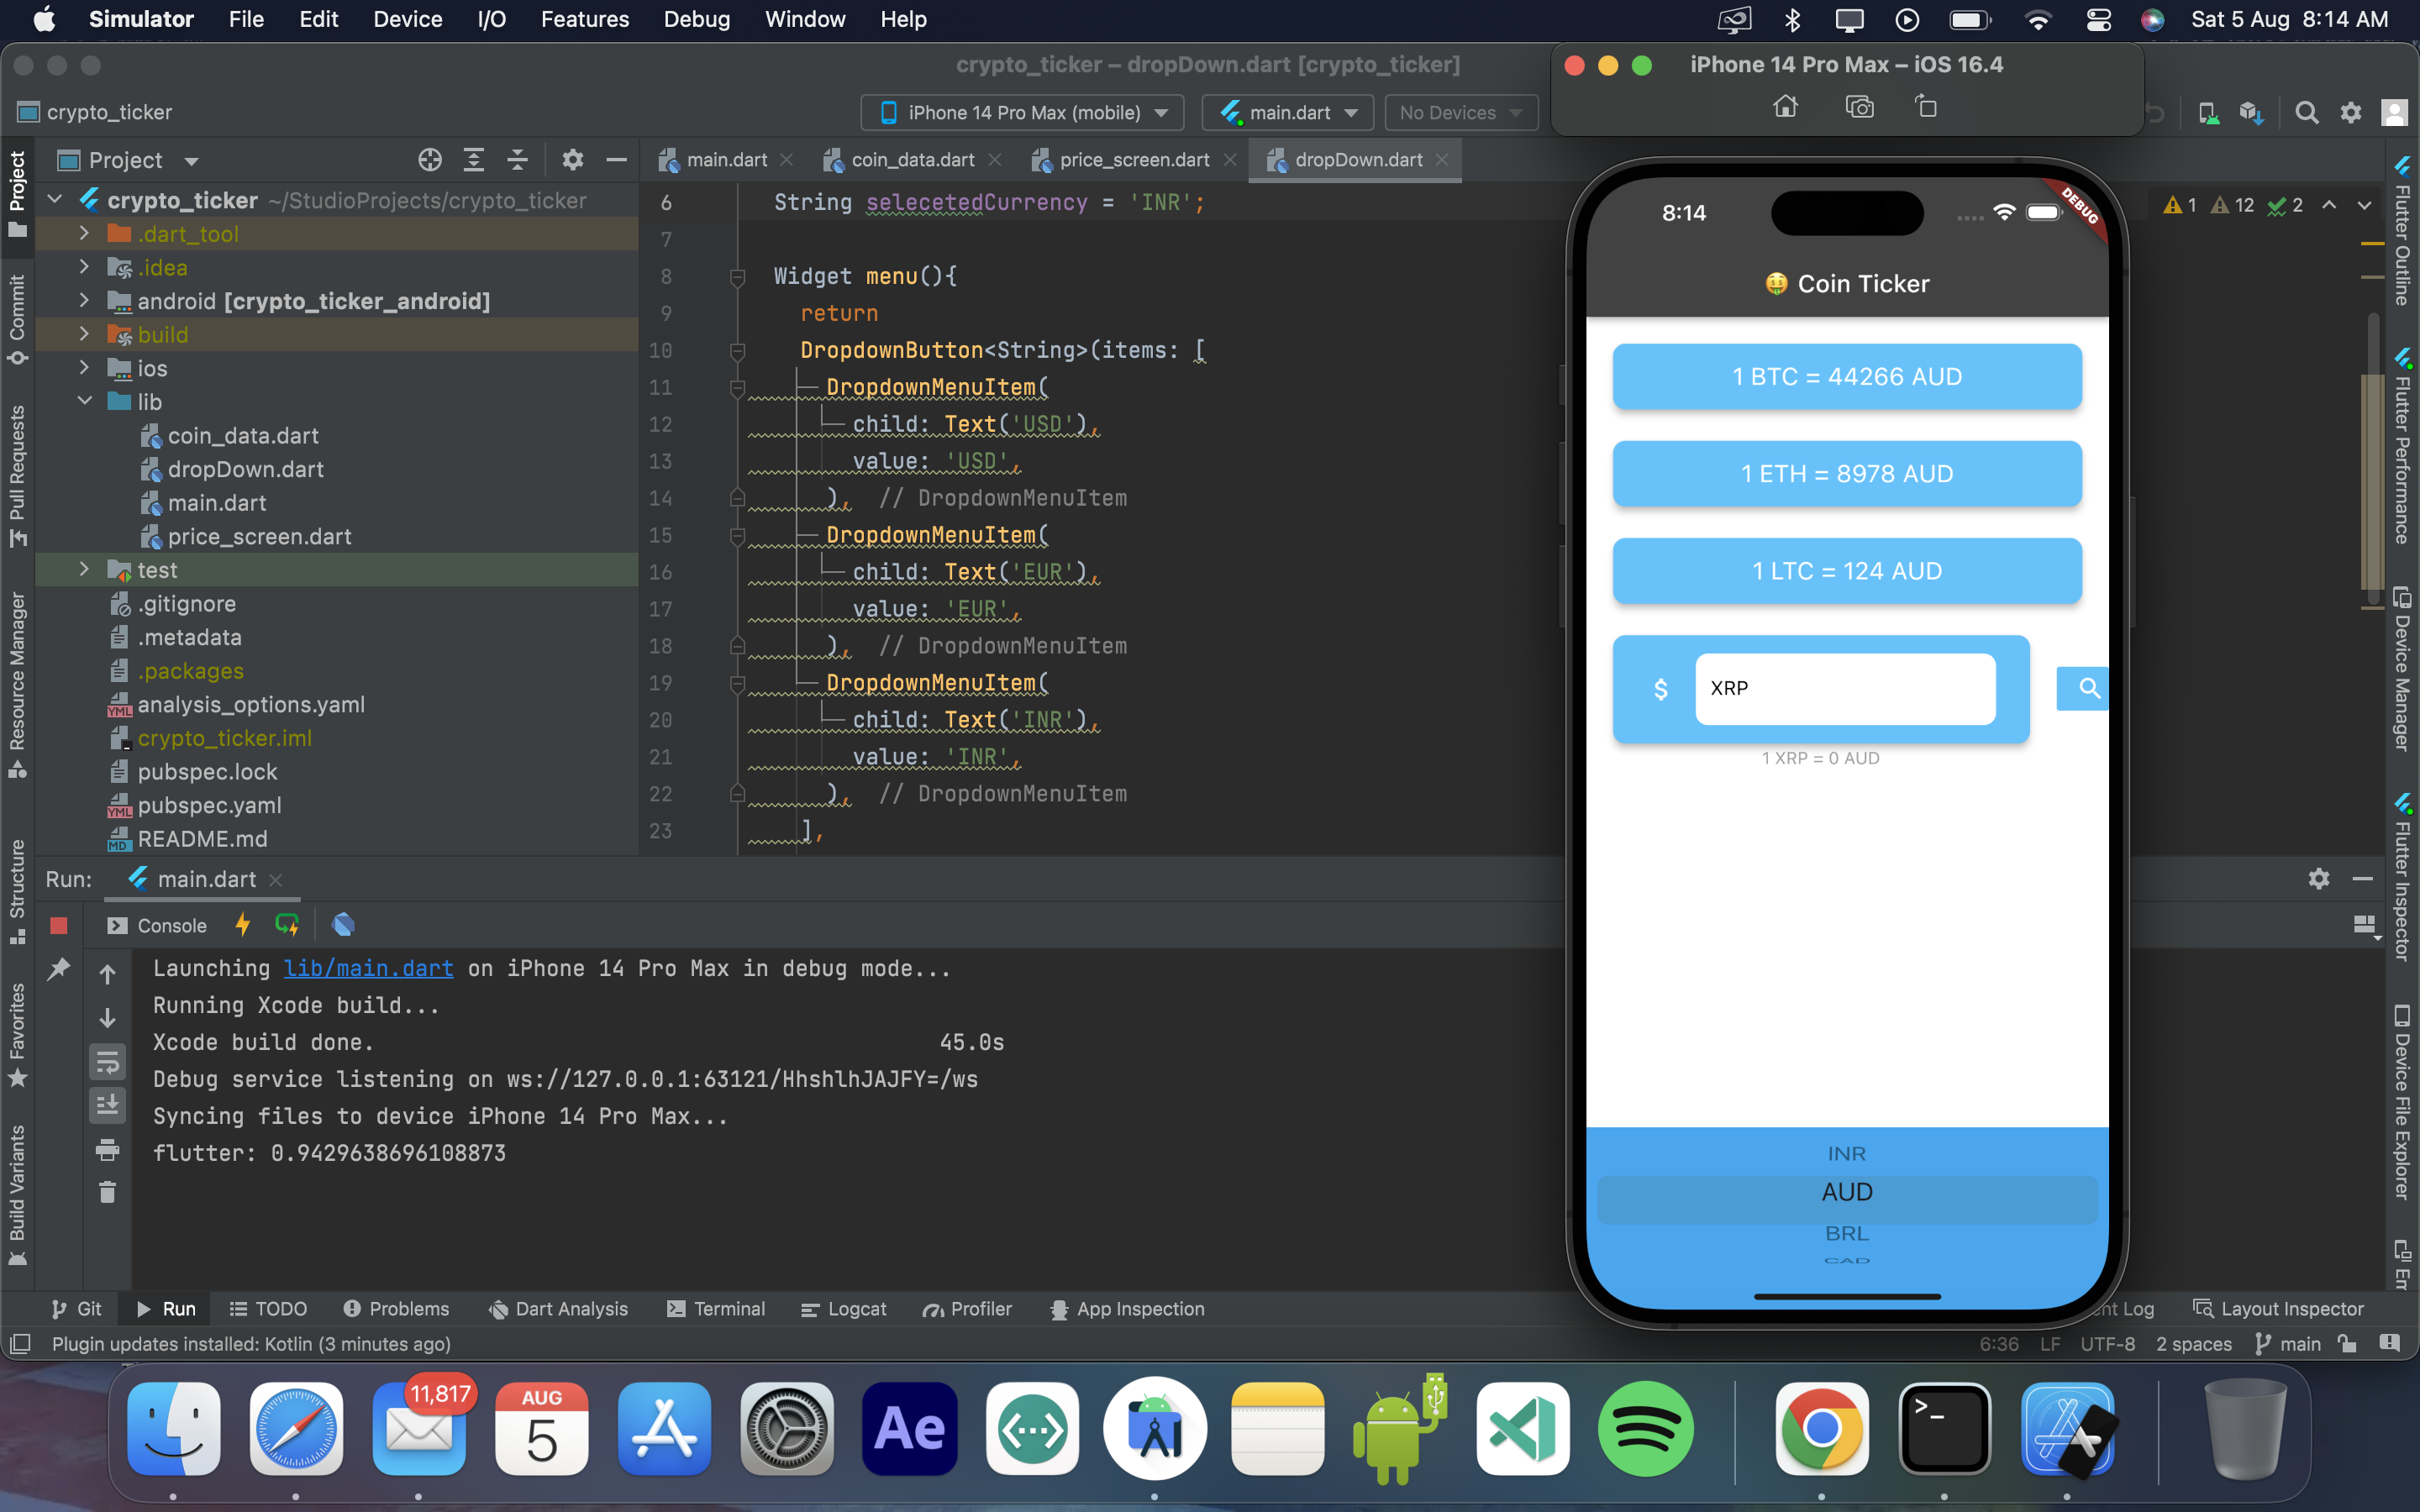 Simulator File Edit Device I/O Features Debug Window Help Sat 5 Aug 8:14 AM
crypto_ticker – dropDown.dart [crypto_ticker]
iPhone 14 Pro Max – iOS 16.4
crypto_ticker
iPhone 14 Pro Max (mobile) main.dart No Devices
Project
main.dart coin_data.dart price_screen.dart dropDown.dart
crypto_ticker ~/StudioProjects/crypto_ticker
.dart_tool
.idea
android [crypto_ticker_android]
build
ios
lib
coin_data.dart
dropDown.dart
main.dart
price_screen.dart
test
.gitignore
.metadata
.packages
analysis_options.yaml
crypto_ticker.iml
pubspec.lock
pubspec.yaml
README.md
6 String selecetedCurrency = 'INR';
7
8 Widget menu(){
9 return
10 DropdownButton<String>(items: [
11 DropdownMenuItem(
12 child: Text('USD'),
13 value: 'USD',
14 ), // DropdownMenuItem
15 DropdownMenuItem(
16 child: Text('EUR'),
17 value: 'EUR',
18 ), // DropdownMenuItem
19 DropdownMenuItem(
20 child: Text('INR'),
21 value: 'INR',
22 ), // DropdownMenuItem
23 ],
1 12 2
8:14
DEBUG
🤑 Coin Ticker
1 BTC = 44266 AUD
1 ETH = 8978 AUD
1 LTC = 124 AUD
$ XRP
1 XRP = 0 AUD
INR
AUD
BRL
CAD
Project
Commit
Pull Requests
Resource Manager
Structure
Favorites
Build Variants
Flutter Outline
Flutter Performance
Device Manager
Flutter Inspector
Device File Explorer
Em
Run: main.dart
Console
Launching lib/main.dart on iPhone 14 Pro Max in debug mode...
Running Xcode build...
Xcode build done. 45.0s
Debug service listening on ws://127.0.0.1:63121/HhshlhJAJFY=/ws
Syncing files to device iPhone 14 Pro Max...
flutter: 0.9429638696108873
Git Run TODO Problems Dart Analysis Terminal Logcat Profiler App Inspection nt Log Layout Inspector
Plugin updates installed: Kotlin (3 minutes ago) 6:36 LF UTF-8 2 spaces main
11,817
AUG
5
Ae